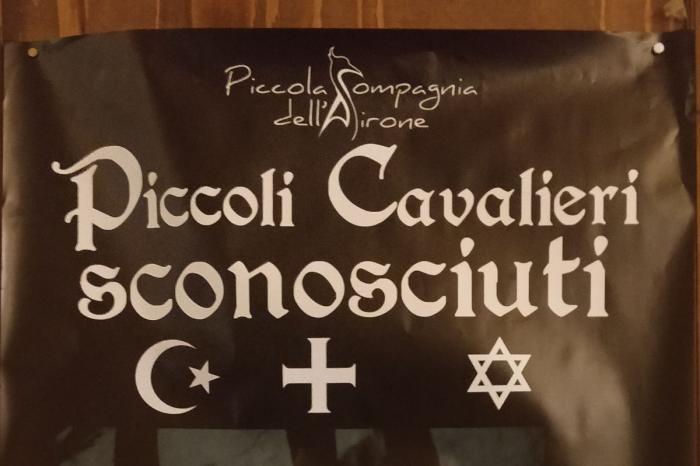 Piccola Compagnia
dell'Airone
Piccoli Cavalieri
sconosciuti